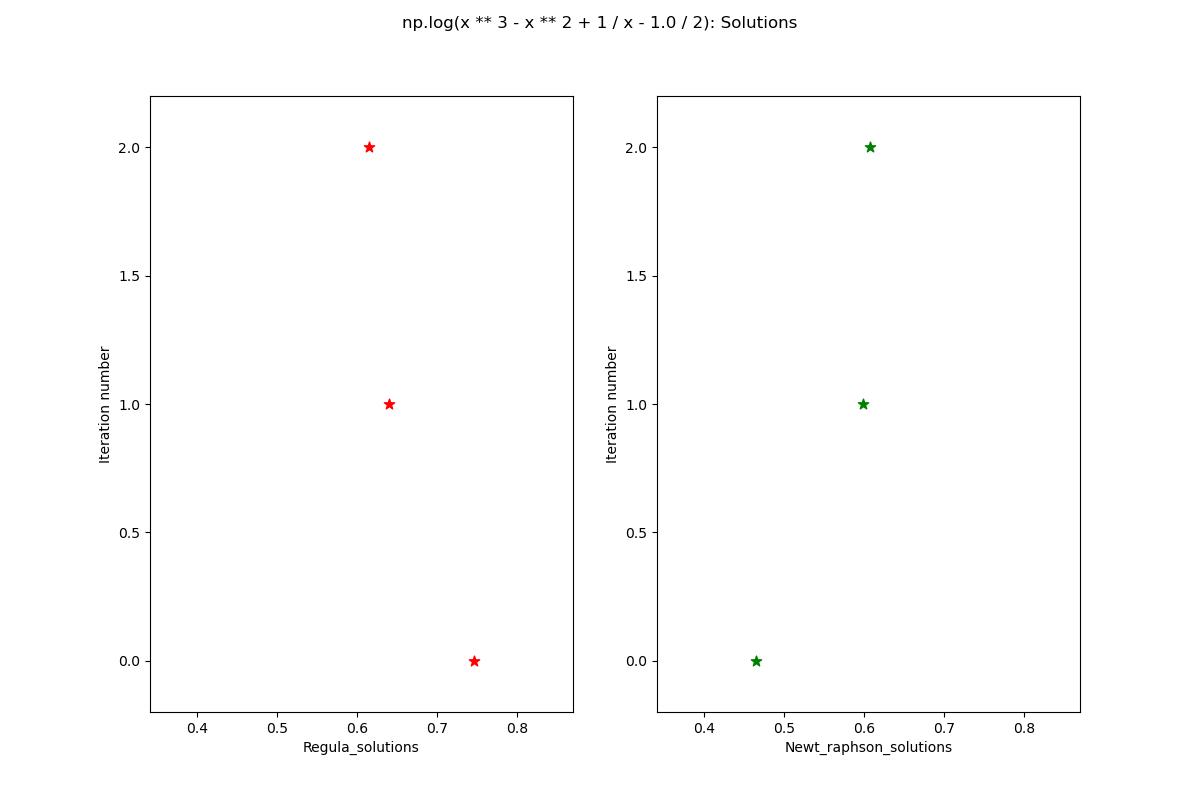 np.log(x ** 3 - x ** 2 + 1 / x - 1.0 / 2): Solutions
2.0
1.5
1.0
0.5
0.0
Iteration number
0.4 0.5 0.6 0.7 0.8
Regula_solutions
2.0
1.5
1.0
0.5
0.0
Iteration number
0.4 0.5 0.6 0.7 0.8
Newt_raphson_solutions